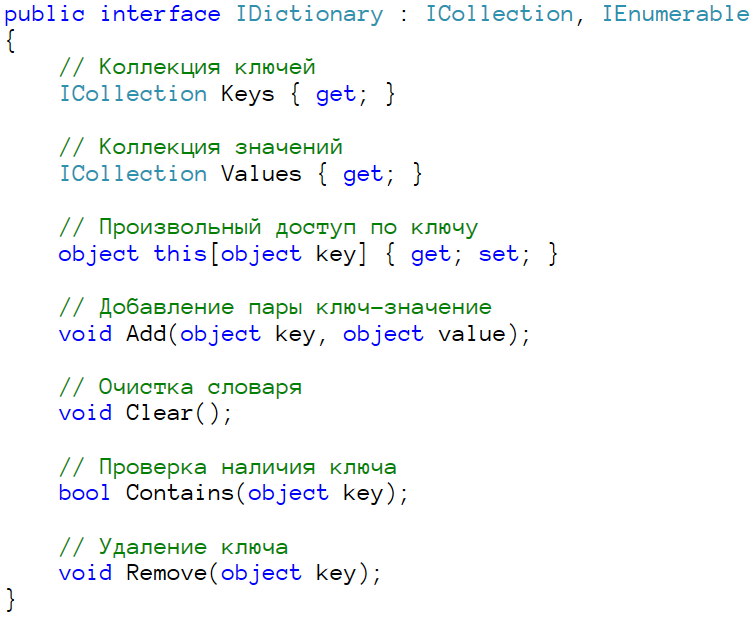 public interface IDictionary : ICollection, IEnumerable
{
// Коллекция ключей
ICollection Keys { get; }
// Коллекция значений
ICollection Values { get; }
// Произвольный доступ по ключу
object this[object key] { get; set; }
// Добавление пары ключ-значение
void Add(object key, object value);
// Очистка словаря
void Clear();
// Проверка наличия ключа
bool Contains(object key);
// Удаление ключа
void Remove(object key);
}